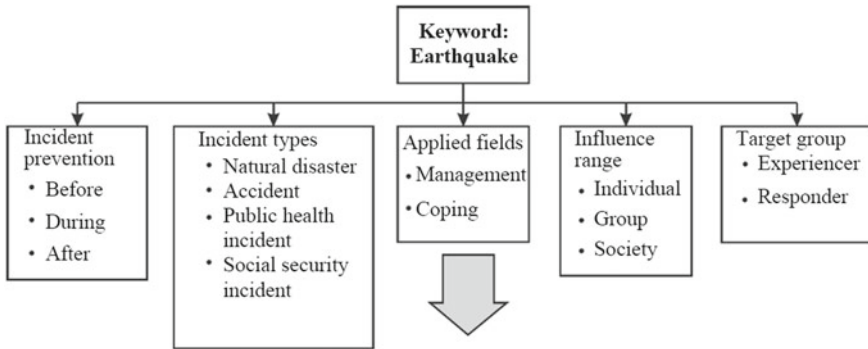 Keyword:
Earthquake
Incident
prevention
• Before
• During
• After
Incident types
• Natural disaster
• Accident
• Public health
incident
• Social security
incident
Applied fields
• Management
• Coping
Influence
range
• Individual
• Group
• Society
Target group
• Experiencer
• Responder